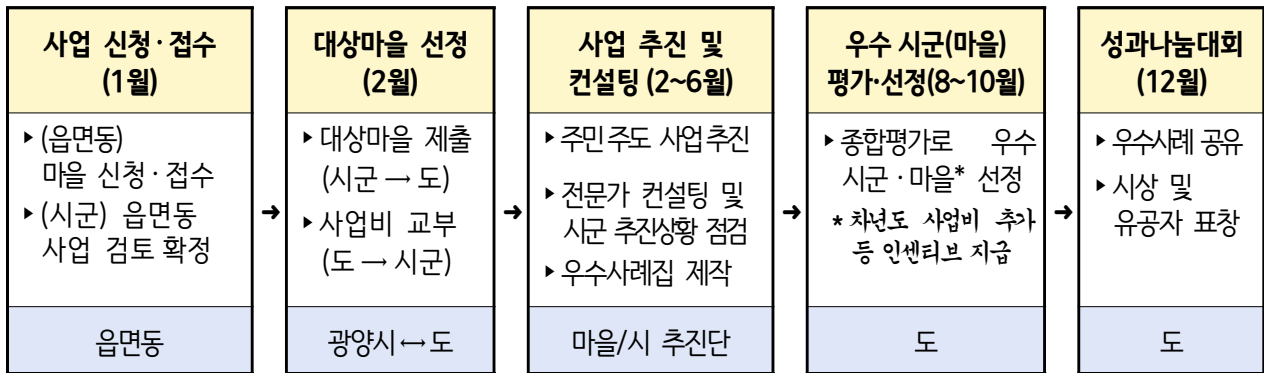 사업 신청·접수
(1월)
▸ (읍면동)
마을 신청·접수
▸ (시군) 읍면동
사업 검토 확정
읍면동
→
대상마을 선정
(2월)
▸ 대상마을 제출
(시군 → 도)
▸ 사업비 교부
(도 → 시군)
광양시↔도
→
사업 추진 및
컨설팅 (2~6월)
▸ 주민 주도 사업 추진
▸ 전문가 컨설팅 및
시군 추진상황 점검
▸ 우수사례집 제작
마을/시 추진단
→
우수 시군(마을)
평가·선정(8~10월)
▸ 종합평가로 우수
시군·마을* 선정
* 차년도 사업비 추가
등 인센티브 지급
도
→
성과나눔대회
(12월)
▸ 우수사례 공유
▸ 시상 및
유공자 표창
도